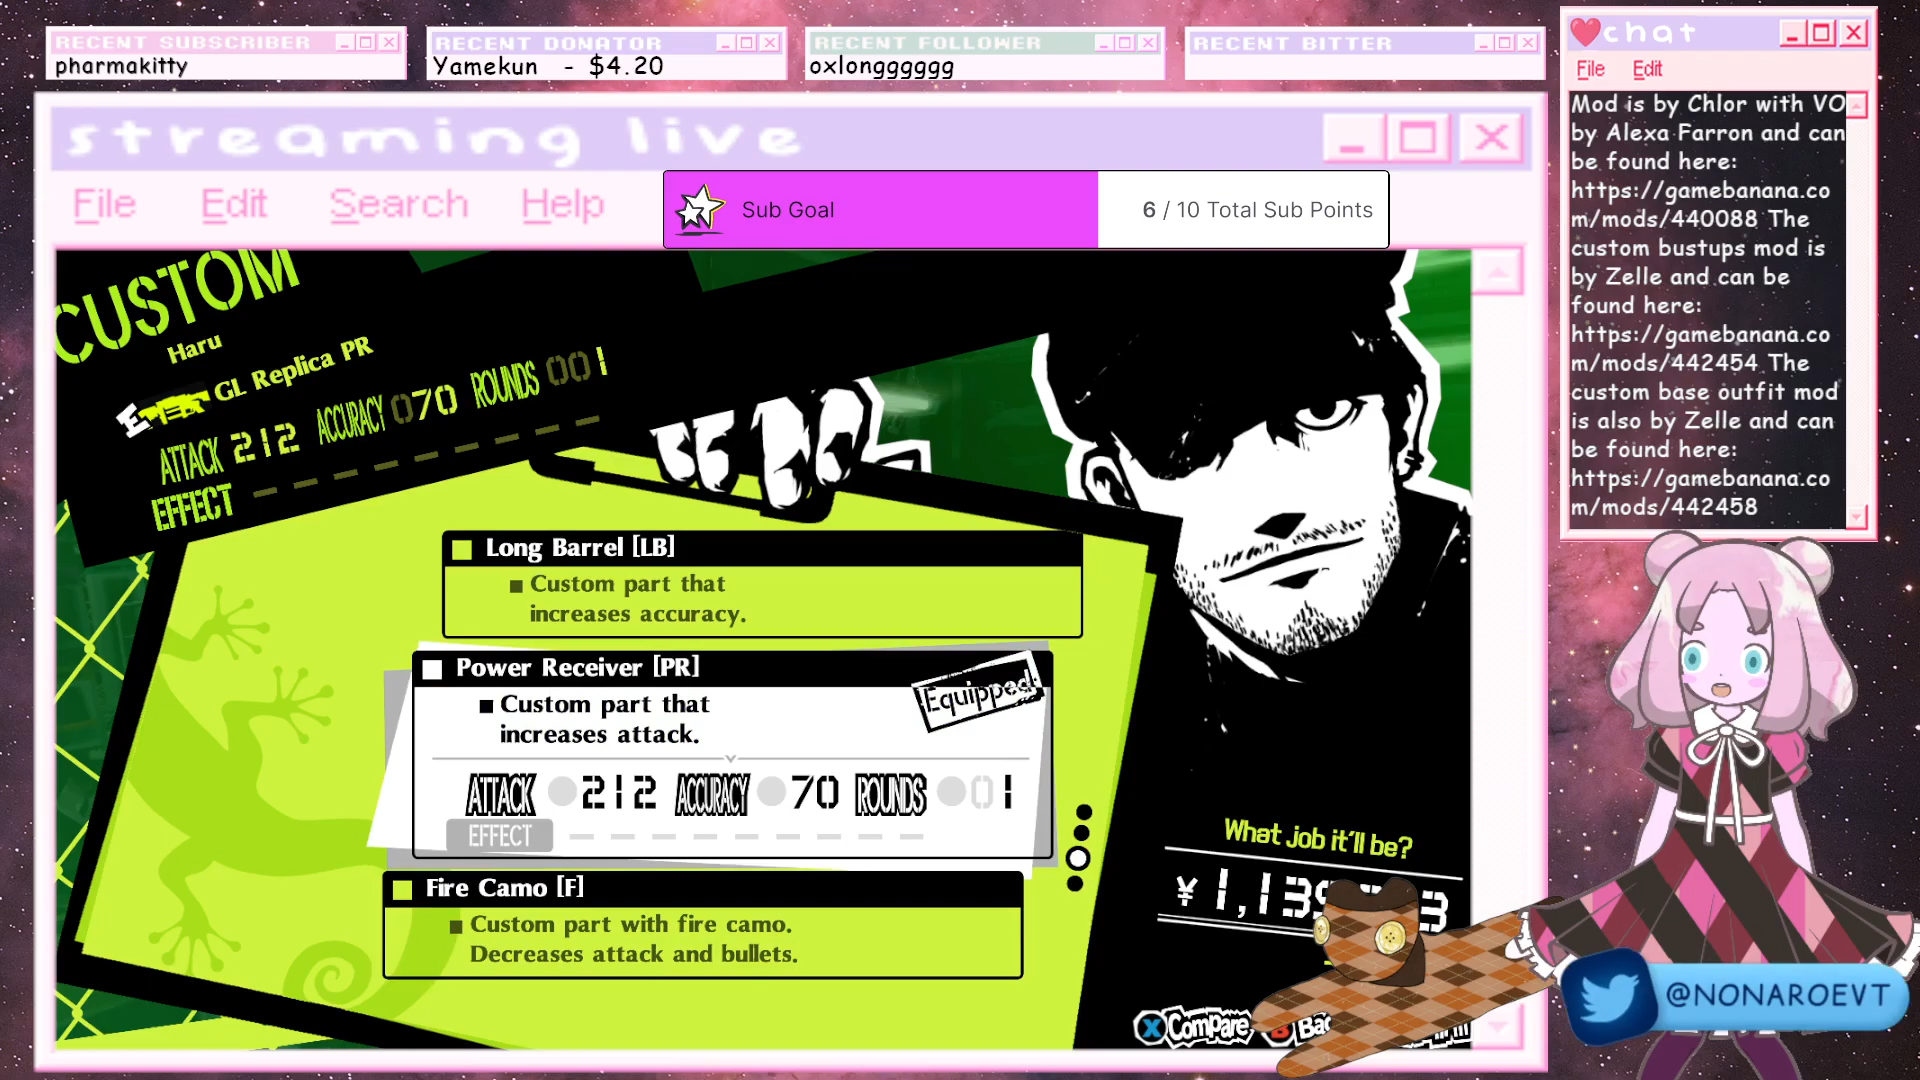 RECENT SUBSCRIBER
pharmakitty
RECENT DONATOR
Yamekun - $4.20
RECENT FOLLOWER
oxlongggggg
RECENT BITTER
chat
File Edit
Mod is by Chlor with VO
by Alexa Farron and can
be found here:
https://gamebanana.co
m/mods/440088 The
custom bustups mod is
by Zelle and can be
found here:
https://gamebanana.co
m/mods/442454 The
custom base outfit mod
is also by Zelle and can
be found here:
https://gamebanana.co
m/mods/442458
streaming live
File Edit Search Help
Sub Goal
6 / 10 Total Sub Points
CUSTOM
Haru
GL Replica PR
ATTACK 212 ACCURACY 070 ROUNDS 001
EFFECT
Long Barrel [LB]
Custom part that
increases accuracy.
Power Receiver [PR]
Equipped
Custom part that
increases attack.
ATTACK 212 ACCURACY 70 ROUNDS 01
EFFECT
Fire Camo [F]
Custom part with fire camo.
Decreases attack and bullets.
What job it'll be?
X Compare
@NONAROEVT